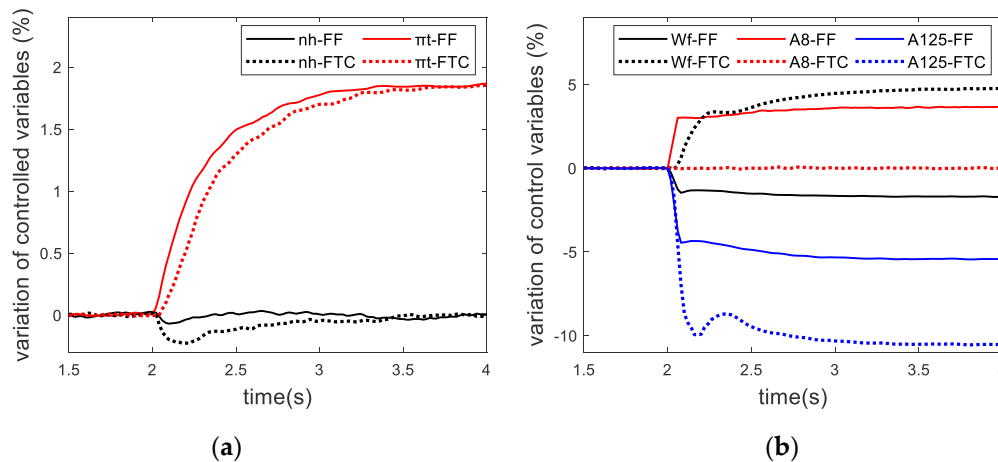 variation of controlled variables (%)
nh-FF πt-FF
nh-FTC πt-FTC
2
1.5
1
0.5
0
1.5 2 2.5 3 3.5 4
time(s)
(a)
variation of control variables (%)
Wf-FF A8-FF A125-FF
Wf-FTC A8-FTC A125-FTC
5
0
-5
-10
1.5 2 2.5 3 3.5
time(s)
(b)